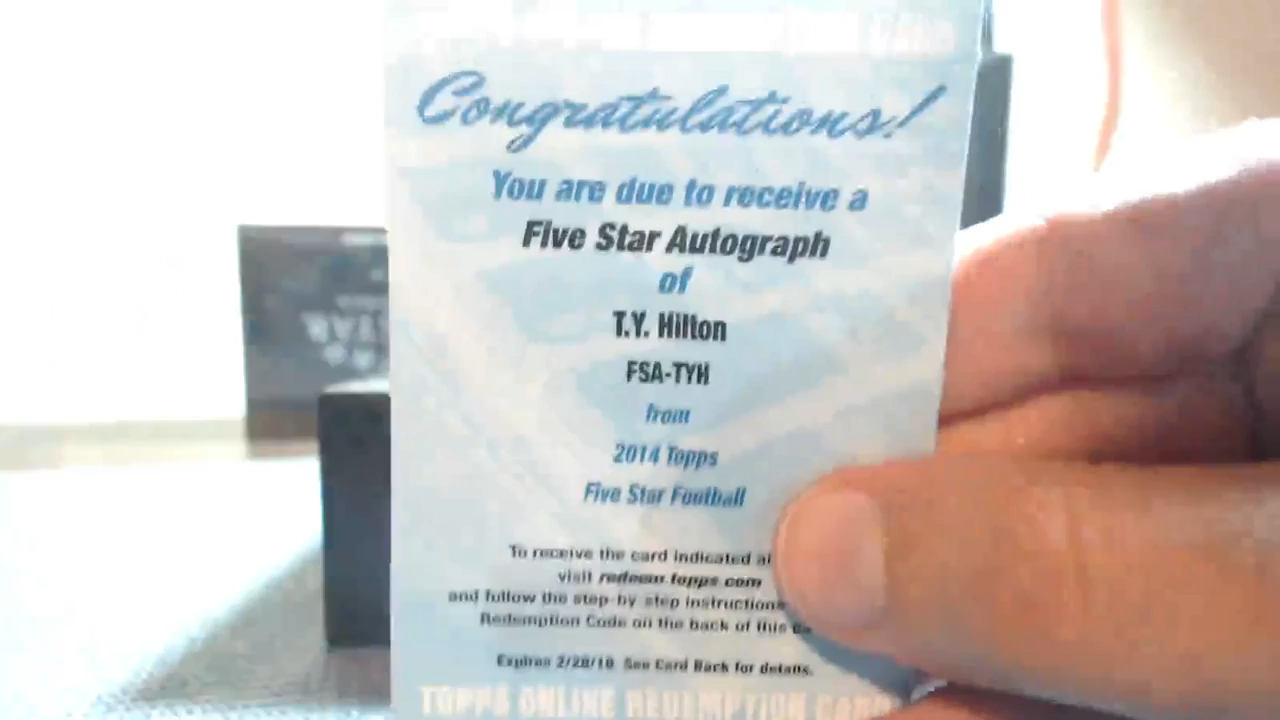 Congratulations!
You are due to receive a
Five Star Autograph
of
T.Y. Hilton
FSA-TYH
from
2014 Topps
Five Star Football
To receive the card indicated
visit redeem.topps.com
and follow the step-by-step instructions
Redemption Code on the back of this
Expires 2/28/18. See Card Back for details.
TOPPS ONLINE REDEMPTION CARD